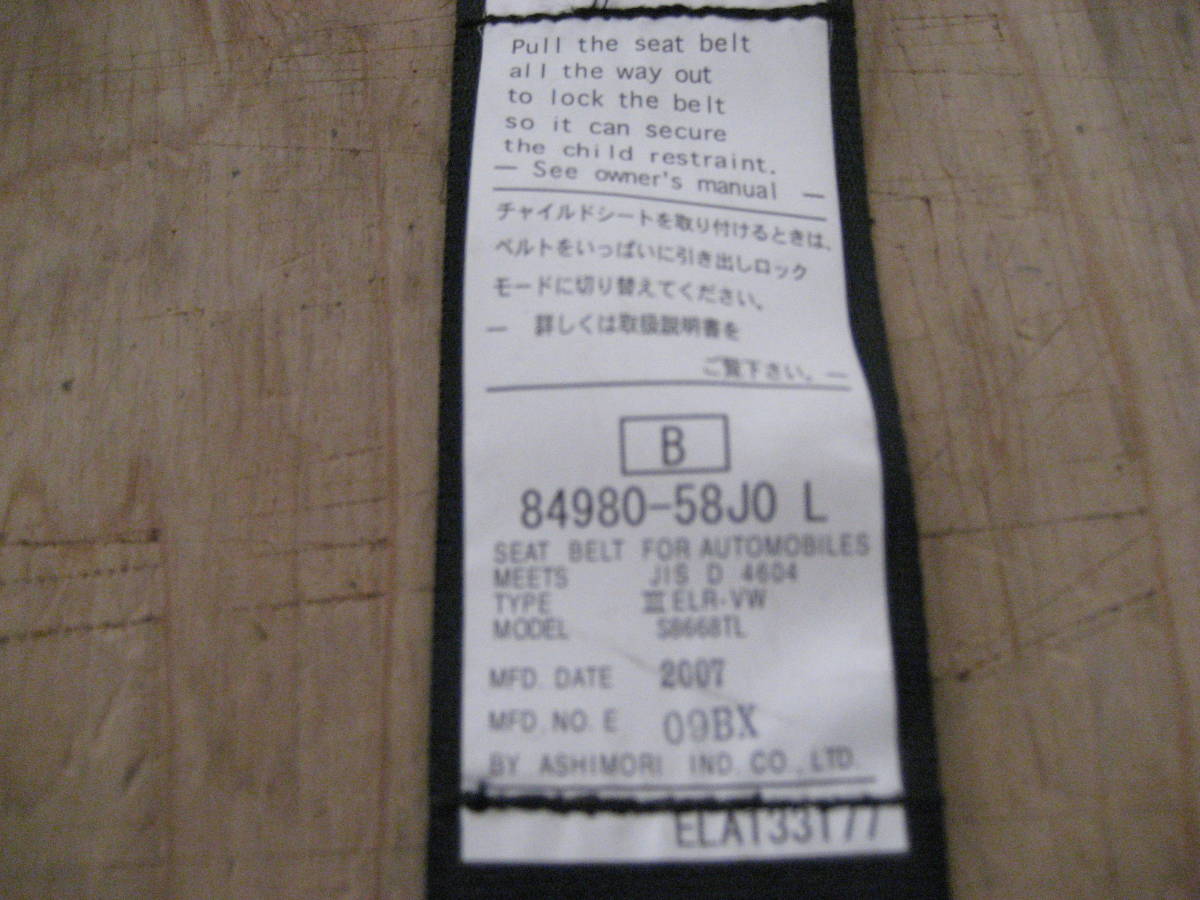 Pull the seat belt
all the way out
to lock the belt
so it can secure
the child restraint.
— See owner's manual —
チャイルドシートを取り付けるときは、
ベルトをいっぱいに引き出しロック
モードに切り替えてください。
— 詳しくは取扱説明書を
ご覧下さい。—
B
84980-58J0 L
SEAT BELT FOR AUTOMOBILES
MEETS JIS D 4604
TYPE Ⅲ ELR-VW
MODEL S8668TL
MFD. DATE 2007
MFD. NO. E 09BX
BY ASHIMORI IND. CO., LTD.